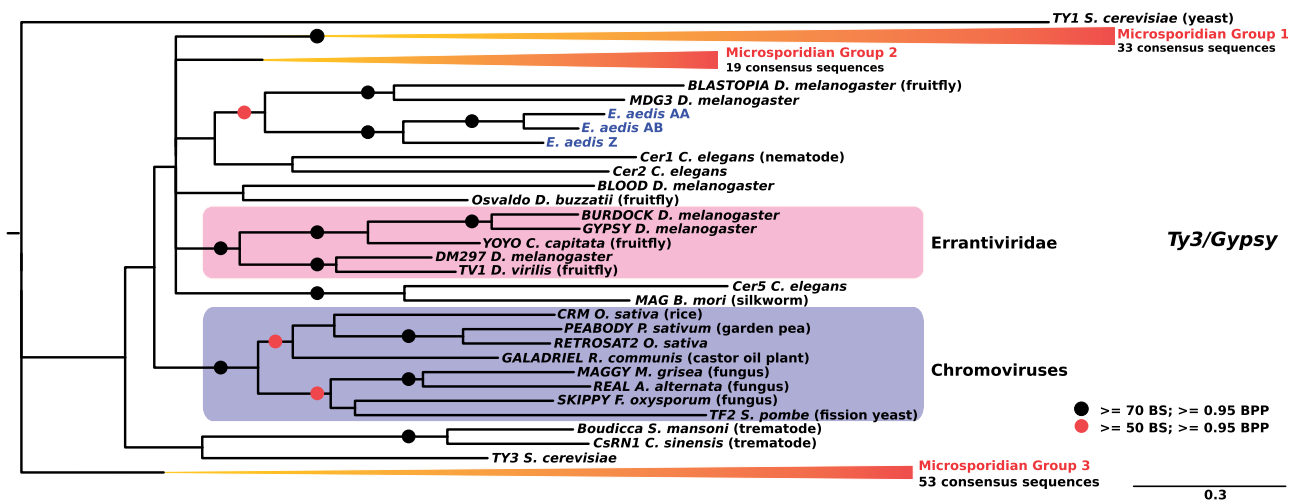 TY1 S. cerevisiae (yeast)
Microsporidian Group 1
33 consensus sequences
Microsporidian Group 2
19 consensus sequences
BLASTOPIA D. melanogaster (fruitfly)
MDG3 D. melanogaster
E. aedis AA
E. aedis AB
E. aedis Z
Cer1 C. elegans (nematode)
Cer2 C. elegans
BLOOD D. melanogaster
Osvaldo D. buzzatii (fruitfly)
BURDOCK D. melanogaster
GYPSY D. melanogaster
YOYO C. capitata (fruitfly)
DM297 D. melanogaster
TV1 D. virilis (fruitfly)
Errantiviridae
Ty3/Gypsy
Cer5 C. elegans
MAG B. mori (silkworm)
CRM O. sativa (rice)
PEABODY P. sativum (garden pea)
RETROSAT2 O. sativa
GALADRIEL R. communis (castor oil plant)
MAGGY M. grisea (fungus)
REAL A. alternata (fungus)
SKIPPY F. oxysporum (fungus)
TF2 S. pombe (fission yeast)
Chromoviruses
>= 70 BS; >= 0.95 BPP
>= 50 BS; >= 0.95 BPP
Boudicca S. mansoni (trematode)
CsRN1 C. sinensis (trematode)
TY3 S. cerevisiae
Microsporidian Group 3
53 consensus sequences
0.3